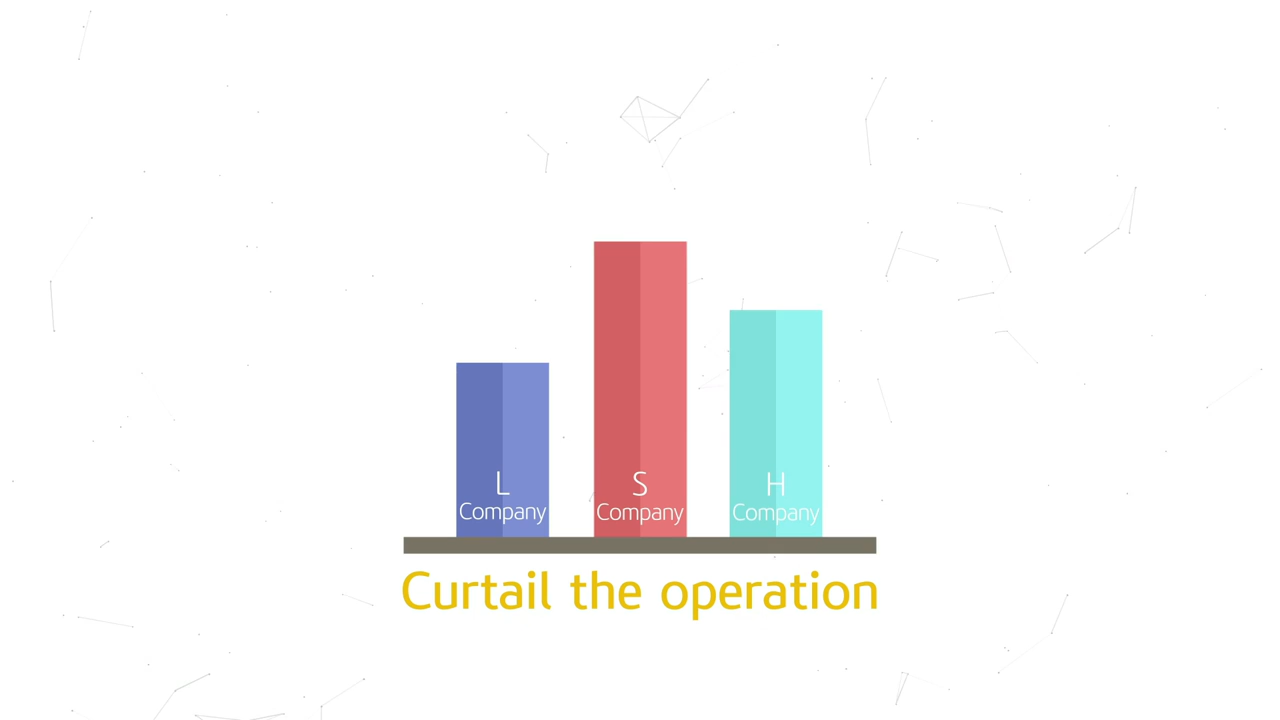 L
Company
S
Company
H
Company
Curtail the operation